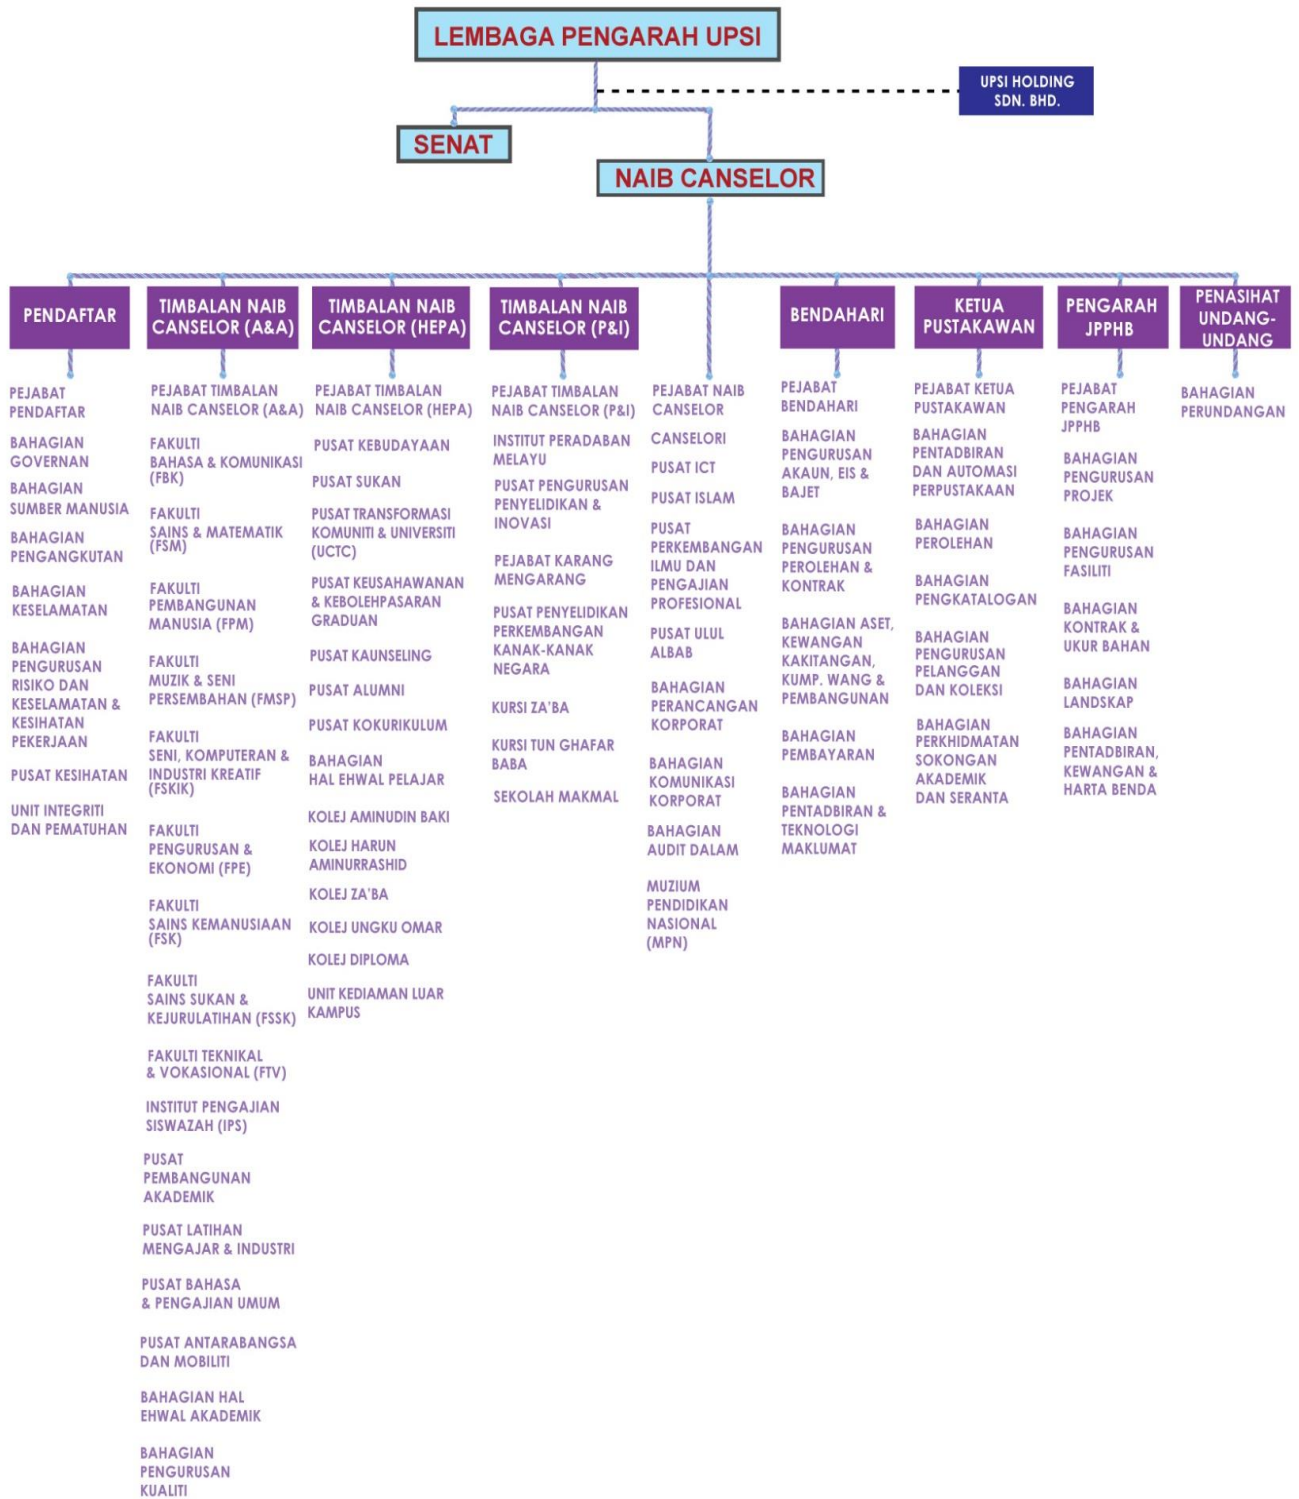 LEMBAGA PENGARAH UPSI
UPSI HOLDING
SDN. BHD.
SENAT
NAIB CANSELOR
PENDAFTAR
PEJABAT
PENDAFTAR
BAHAGIAN
GOVERNAN
BAHAGIAN
SUMBER MANUSIA
BAHAGIAN
PENGANGKUTAN
BAHAGIAN
KESELAMATAN
BAHAGIAN
PENGURUSAN
RISIKO DAN
KESELAMATAN &
KESIHATAN
PEKERJAAN
PUSAT KESIHATAN
UNIT INTEGRITI
DAN PEMATUHAN
TIMBALAN NAIB
CANSELOR (A&A)
PEJABAT TIMBALAN
NAIB CANSELOR (A&A)
FAKULTI
BAHASA & KOMUNIKASI
(FBK)
FAKULTI
SAINS & MATEMATIK
(FSM)
FAKULTI
PEMBANGUNAN
MANUSIA (FPM)
FAKULTI
MUZIK & SENI
PERSEMBAHAN (FMSP)
FAKULTI
SENI, KOMPUTERAN &
INDUSTRI KREATIF
(FSKIK)
FAKULTI
PENGURUSAN &
EKONOMI (FPE)
FAKULTI
SAINS KEMANUSIAAN
(FSK)
FAKULTI
SAINS SUKAN &
KEJURULATIHAN (FSSK)
FAKULTI TEKNIKAL
& VOKASIONAL (FTV)
INSTITUT PENGAJIAN
SISWAZAH (IPS)
PUSAT
PEMBANGUNAN
AKADEMIK
PUSAT LATIHAN
MENGAJAR & INDUSTRI
PUSAT BAHASA
& PENGAJIAN UMUM
PUSAT ANTARABANGSA
DAN MOBILITI
BAHAGIAN HAL
EHWAL AKADEMIK
BAHAGIAN
PENGURUSAN
KUALITI
TIMBALAN NAIB
CANSELOR (HEPA)
PEJABAT TIMBALAN
NAIB CANSELOR (HEPA)
PUSAT KEBUDAYAAN
PUSAT SUKAN
PUSAT TRANSFORMASI
KOMUNITI & UNIVERSITI
(UCTC)
PUSAT KEUSAHAWANAN
& KEBOLEHPASARAN
GRADUAN
PUSAT KAUNSELING
PUSAT ALUMNI
PUSAT KOKURIKULUM
BAHAGIAN
HAL EHWAL PELAJAR
KOLEJ AMINUDIN BAKI
KOLEJ HARUN
AMINURRASHID
KOLEJ ZA'BA
KOLEJ UNGKU OMAR
KOLEJ DIPLOMA
UNIT KEDIAMAN LUAR
KAMPUS
TIMBALAN NAIB
CANSELOR (P&I)
PEJABAT TIMBALAN
NAIB CANSELOR (P&I)
INSTITUT PERADABAN
MELAYU
PUSAT PENGURUSAN
PENYELIDIKAN &
INOVASI
PEJABAT KARANG
MENGARANG
PUSAT PENYELIDIKAN
PERKEMBANGAN
KANAK-KANAK
NEGARA
KURSI ZA'BA
KURSI TUN GHAFAR
BABA
SEKOLAH MAKMAL
PEJABAT NAIB
CANSELOR
CANSELORI
PUSAT ICT
PUSAT ISLAM
PUSAT
PERKEMBANGAN
ILMU DAN
PENGAJIAN
PROFESIONAL
PUSAT ULUL
ALBAB
BAHAGIAN
PERANCANGAN
KORPORAT
BAHAGIAN
KOMUNIKASI
KORPORAT
BAHAGIAN
AUDIT DALAM
MUZIUM
PENDIDIKAN
NASIONAL
(MPN)
BENDAHARI
PEJABAT
BENDAHARI
BAHAGIAN
PENGURUSAN
AKAUN, EIS &
BAJET
BAHAGIAN
PENGURUSAN
PEROLEHAN &
KONTRAK
BAHAGIAN ASET,
KEWANGAN
KAKITANGAN,
KUMP. WANG &
PEMBANGUNAN
BAHAGIAN
PEMBAYARAN
BAHAGIAN
PENTADBIRAN &
TEKNOLOGI
MAKLUMAT
KETUA
PUSTAKAWAN
PEJABAT KETUA
PUSTAKAWAN
BAHAGIAN
PENTADBIRAN
DAN AUTOMASI
PERPUSTAKAAN
BAHAGIAN
PEROLEHAN
BAHAGIAN
PENGKATALOGAN
BAHAGIAN
PENGURUSAN
PELANGGAN
DAN KOLEKSI
BAHAGIAN
PERKHIDMATAN
SOKONGAN
AKADEMIK
DAN SERANTA
PENGARAH
JPPHB
PEJABAT
PENGARAH
JPPHB
BAHAGIAN
PENGURUSAN
PROJEK
BAHAGIAN
PENGURUSAN
FASILITI
BAHAGIAN
KONTRAK &
UKUR BAHAN
BAHAGIAN
LANDSKAP
BAHAGIAN
PENTADBIRAN,
KEWANGAN &
HARTA BENDA
PENASIHAT
UNDANG-
UNDANG
BAHAGIAN
PERUNDANGAN